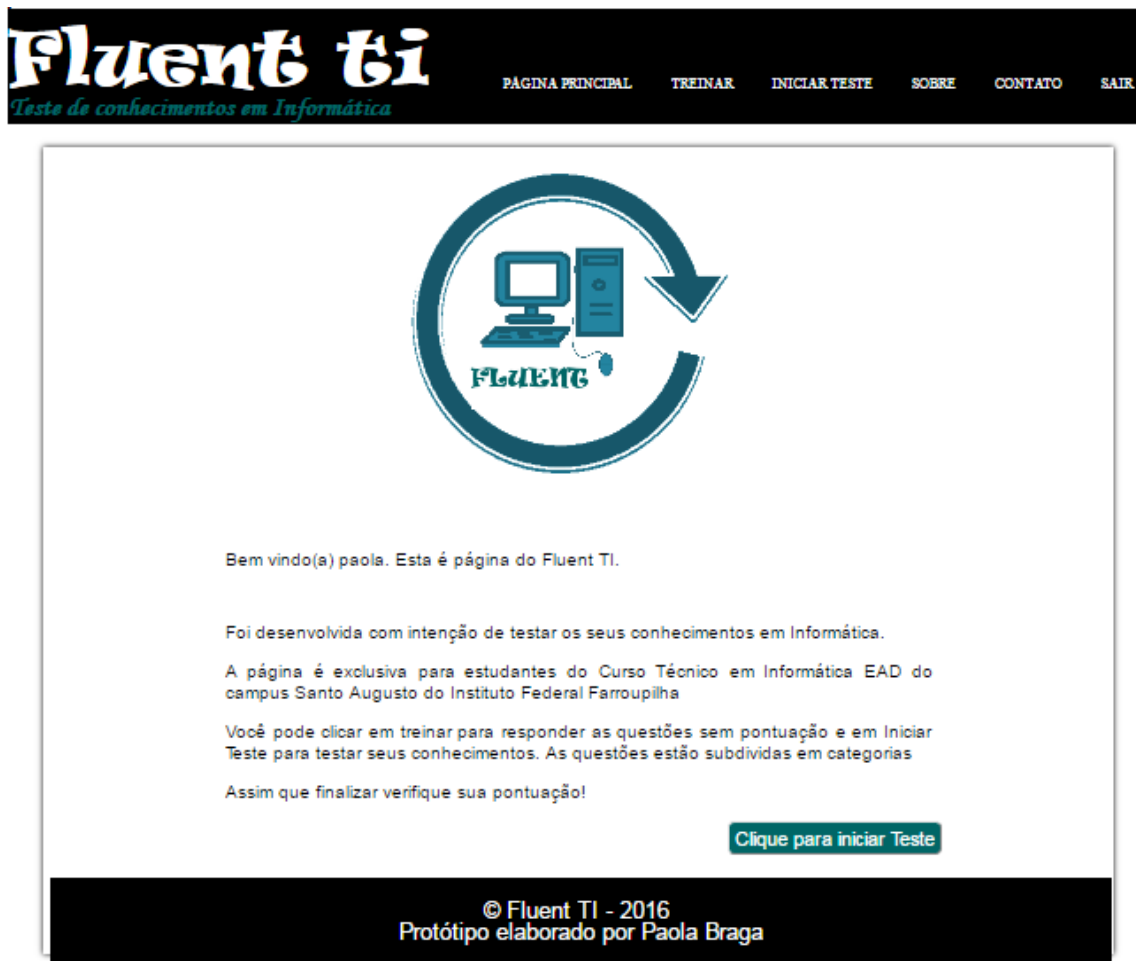 Fluent ti
Teste de conhecimentos em Informática
PÁGINA PRINCIPAL TREINAR INICIAR TESTE SOBRE CONTATO SAIR
FLUENT
Bem vindo(a) paola. Esta é página do Fluent TI.
Foi desenvolvida com intenção de testar os seus conhecimentos em Informática.
A página é exclusiva para estudantes do Curso Técnico em Informática EAD do
campus Santo Augusto do Instituto Federal Farroupilha
Você pode clicar em treinar para responder as questões sem pontuação e em Iniciar
Teste para testar seus conhecimentos. As questões estão subdividas em categorias
Assim que finalizar verifique sua pontuação!
Clique para iniciar Teste
© Fluent TI - 2016
Protótipo elaborado por Paola Braga